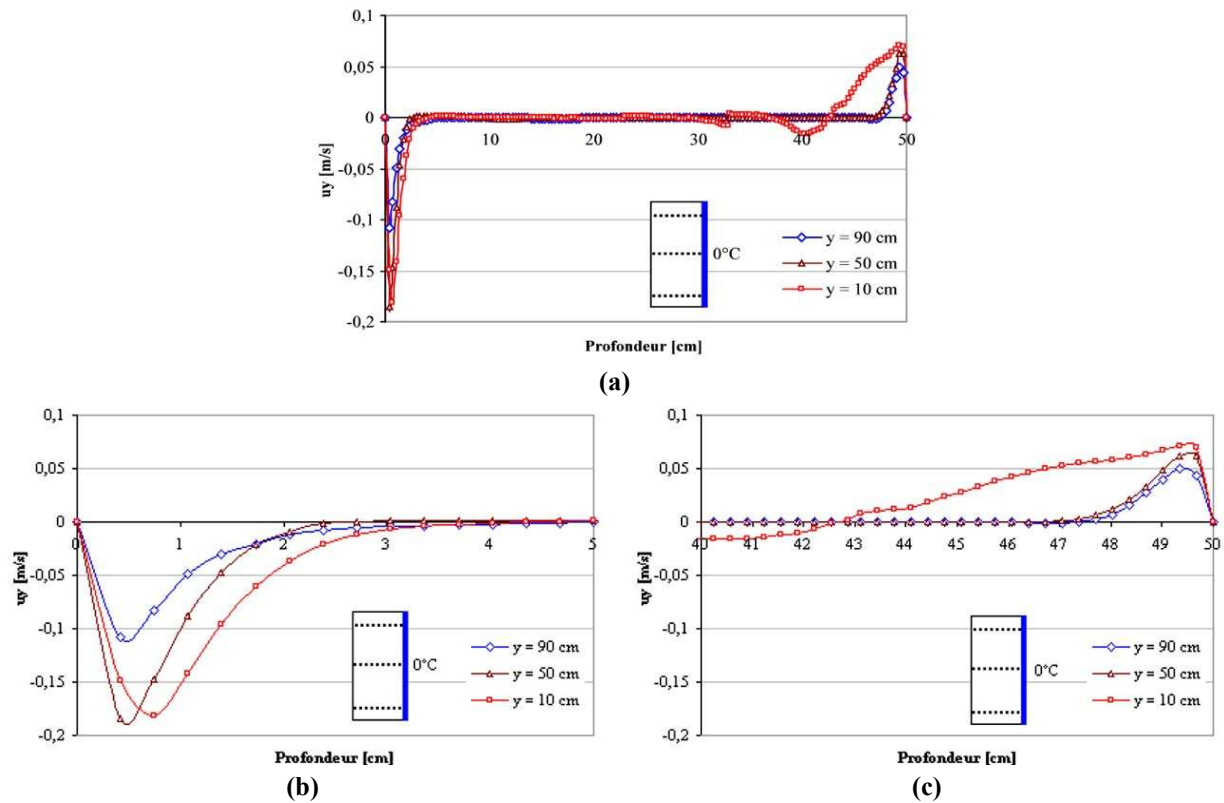 0,1
0,05
0
-0,05
-0,1
-0,15
-0,2
uy [m/s]
0
10
20
30
40
50
0°C
y = 90 cm
y = 50 cm
y = 10 cm
Profondeur [cm]
(a)
0,1
0,05
0
-0,05
-0,1
-0,15
-0,2
uy [m/s]
0
1
2
3
4
5
0°C
y = 90 cm
y = 50 cm
y = 10 cm
Profondeur [cm]
(b)
0,1
0,05
0
-0,05
-0,1
-0,15
-0,2
uy [m/s]
40
41
42
43
44
45
46
47
48
49
50
0°C
y = 90 cm
y = 50 cm
y = 10 cm
Profondeur [cm]
(c)